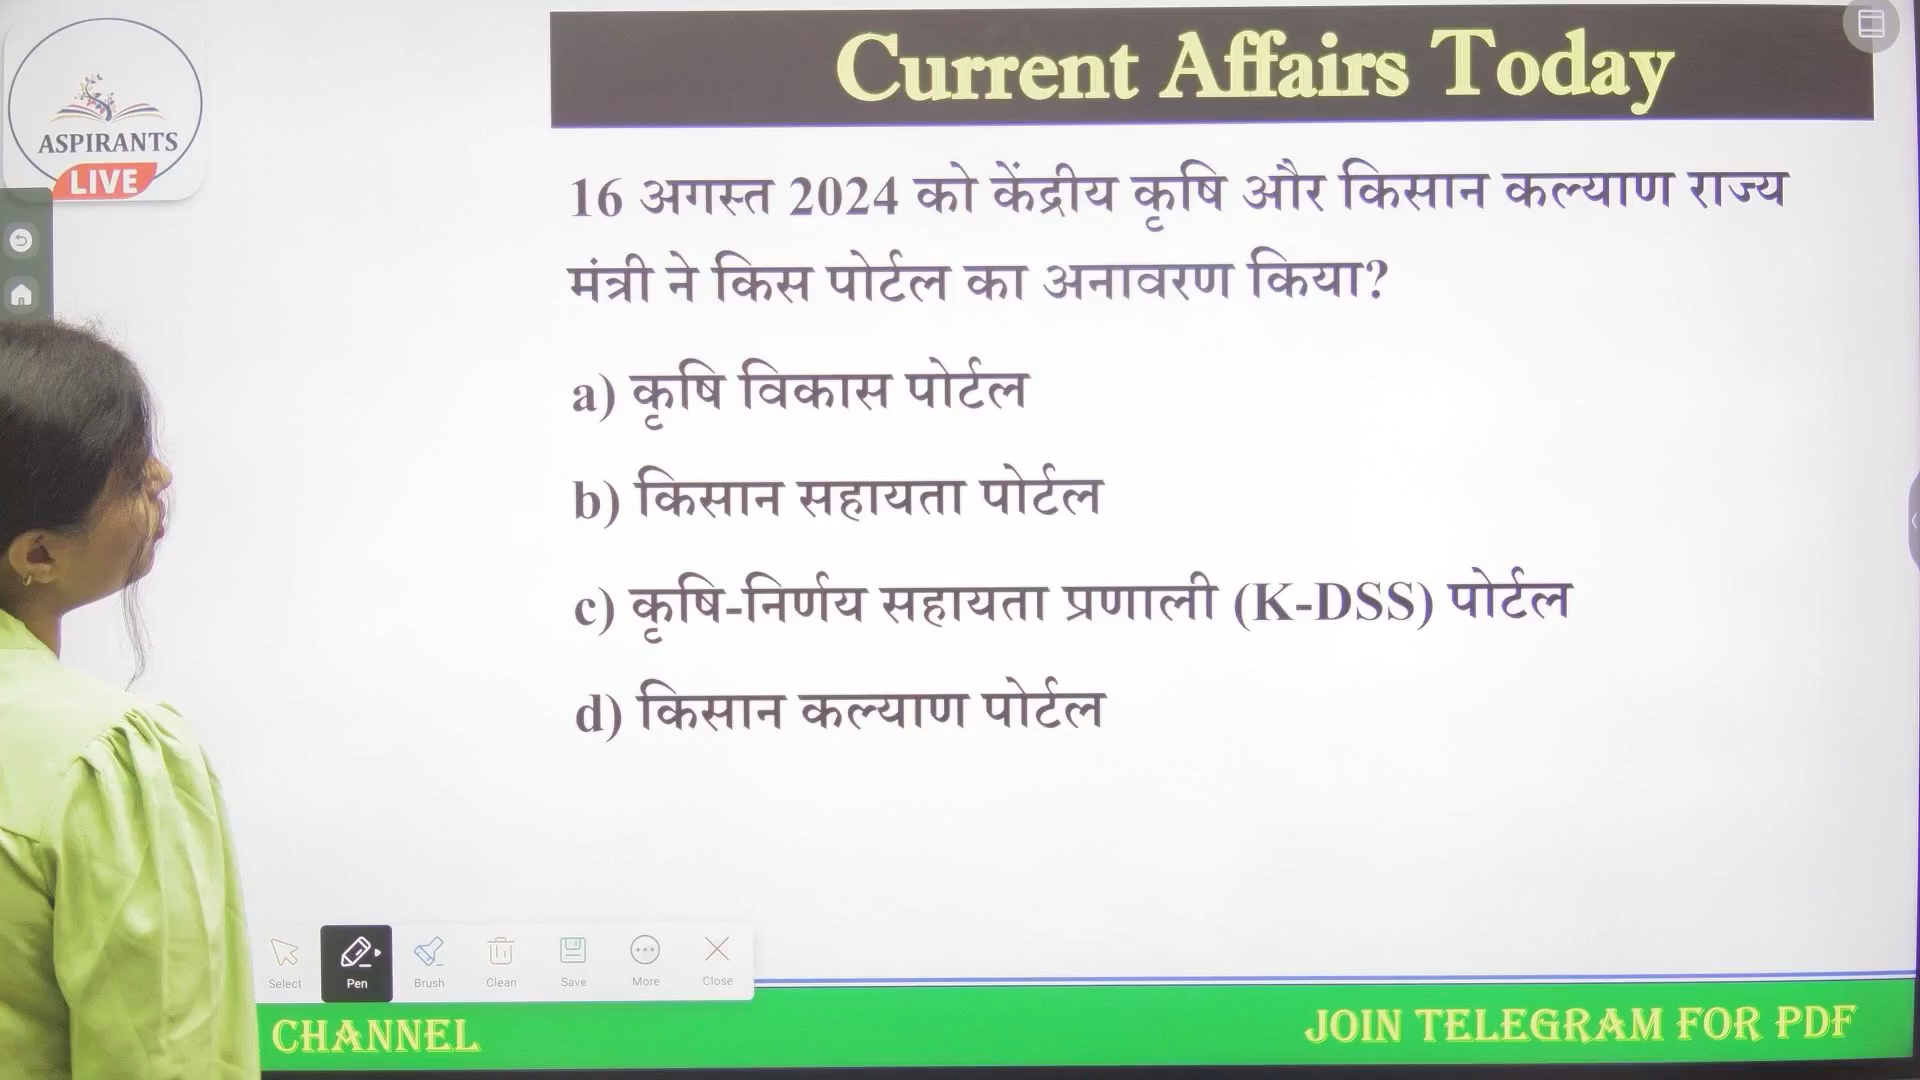 ASPIRANTS
LIVE
Current Affairs Today
16 अगस्त 2024 को केंद्रीय कृषि और किसान कल्याण राज्य
मंत्री ने किस पोर्टल का अनावरण किया?
a) कृषि विकास पोर्टल
b) किसान सहायता पोर्टल
c) कृषि-निर्णय सहायता प्रणाली (K-DSS) पोर्टल
d) किसान कल्याण पोर्टल
Select Pen Brush Clean Save More Close
CHANNEL
JOIN TELEGRAM FOR PDF